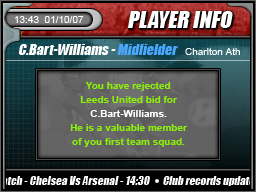 13:43 01/10/07
PLAYER INFO
C.Bart-Williams - Midfielder Charlton Ath
You have rejected
Leeds United bid for
C.Bart-Williams.
He is a valuable member
of you first team squad.
tch - Chelsea Vs Arsenal - 14:30 • Club records updat